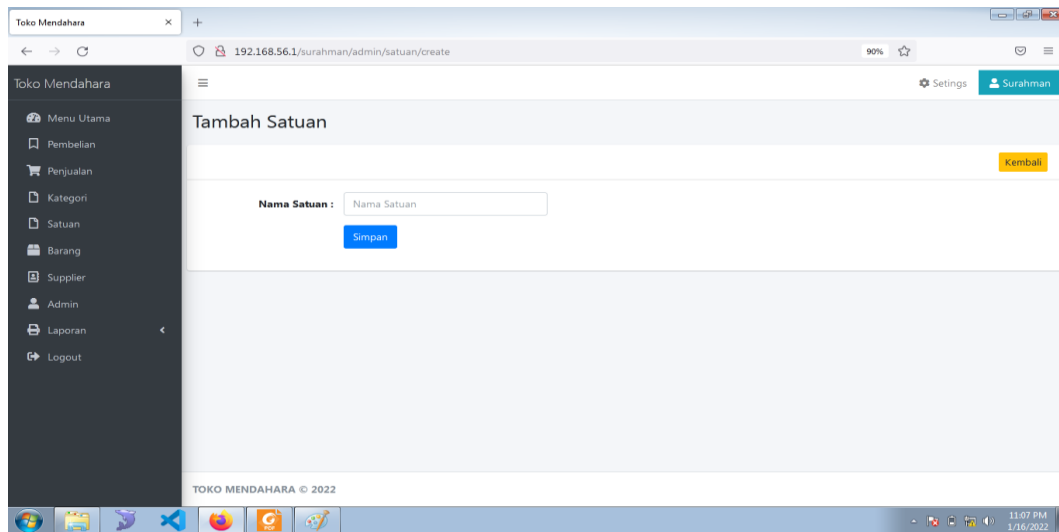 Toko Mendahara
192.168.56.1/surahman/admin/satuan/create
90%
Toko Mendahara
Setings
Surahman
Menu Utama
Pembelian
Penjualan
Kategori
Satuan
Barang
Supplier
Admin
Laporan
Logout
Tambah Satuan
Kembali
Nama Satuan :
Nama Satuan
Simpan
TOKO MENDAHARA © 2022
PDF
11:07 PM
1/16/2022